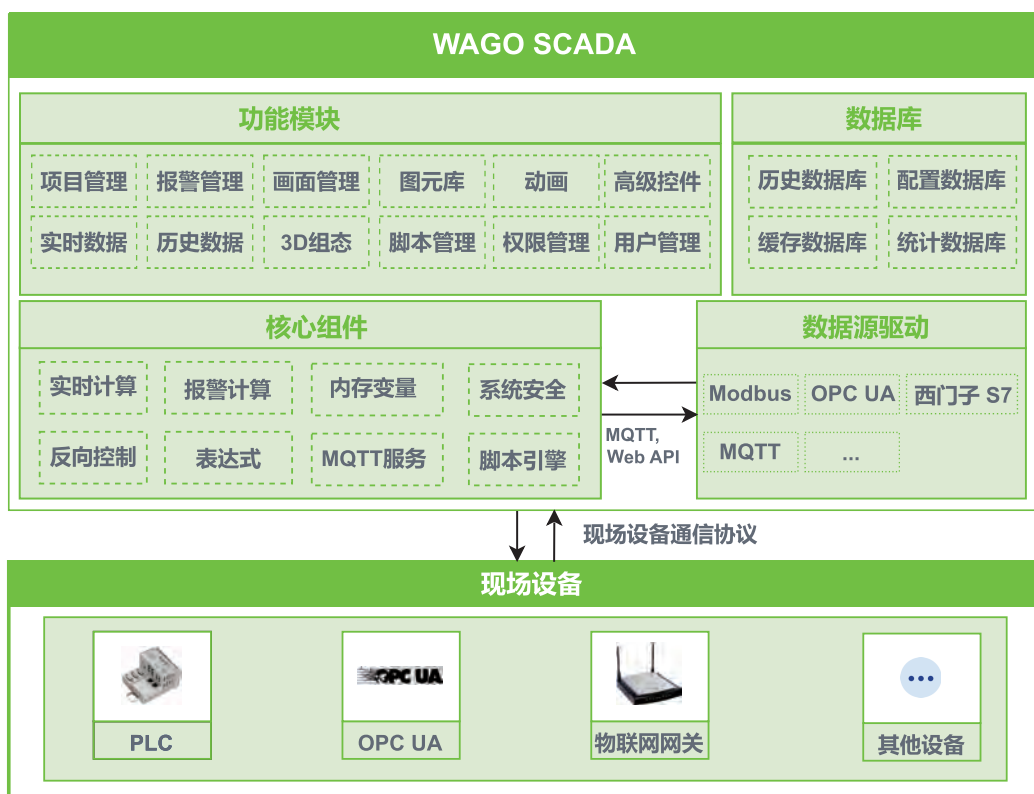 WAGO SCADA
功能模块
项目管理 报警管理 画面管理 图元库 动画 高级控件
实时数据 历史数据 3D组态 脚本管理 权限管理 用户管理
数据库
历史数据库 配置数据库
缓存数据库 统计数据库
核心组件
实时计算 报警计算 内存变量 系统安全
反向控制 表达式 MQTT服务 脚本引擎
MQTT,
Web API
数据源驱动
Modbus OPC UA 西门子 S7
MQTT ...
现场设备通信协议
现场设备
OPC UA
PLC OPC UA 物联网网关 其他设备